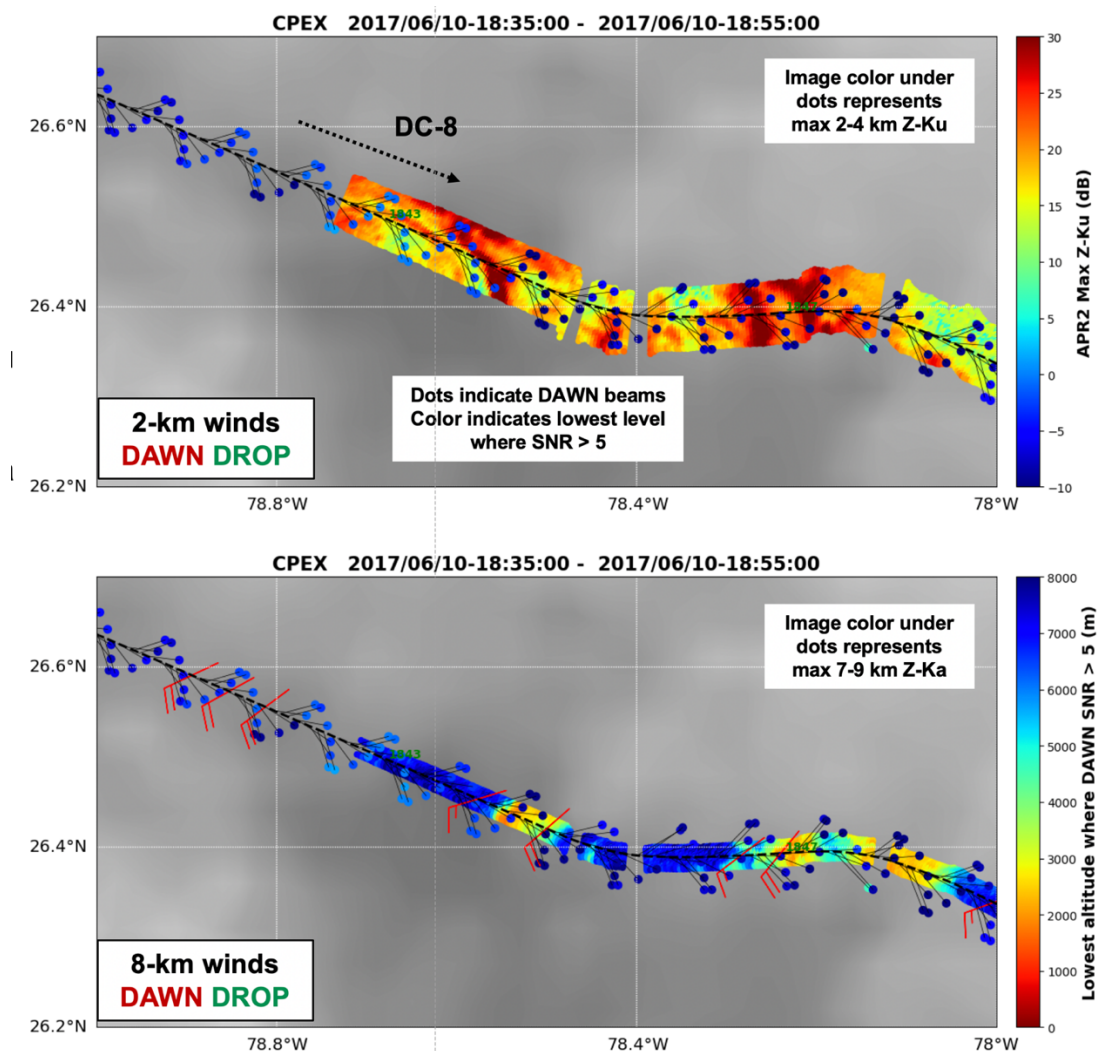 CPEX 2017/06/10-18:35:00 - 2017/06/10-18:55:00
Image color under
dots represents
max 2-4 km Z-Ku
DC-8
26.6°N
1843
26.4°N
1847
Dots indicate DAWN beams
Color indicates lowest level
where SNR > 5
2-km winds
DAWN DROP
26.2°N
78.8°W
78.4°W
78°W
30
25
20
15
10
5
0
−5
−10
APR2 Max Z-Ku (dB)
CPEX 2017/06/10-18:35:00 - 2017/06/10-18:55:00
Image color under
dots represents
max 7-9 km Z-Ka
26.6°N
1843
26.4°N
1847
8-km winds
DAWN DROP
26.2°N
78.8°W
78.4°W
78°W
8000
7000
6000
5000
4000
3000
2000
1000
0
Lowest altitude where DAWN SNR > 5 (m)